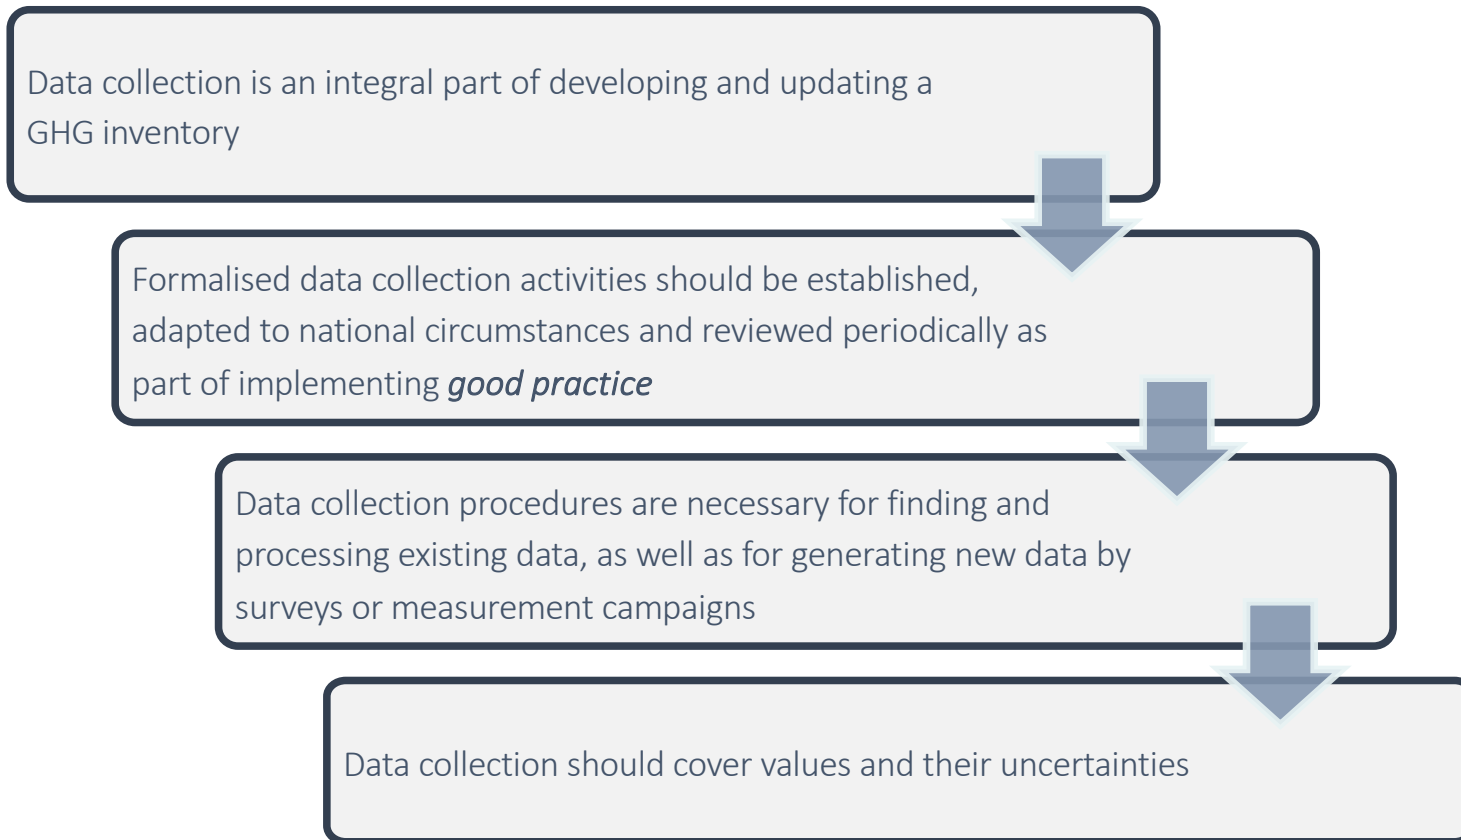 Data collection is an integral part of developing and updating a
GHG inventory
Formalised data collection activities should be established,
adapted to national circumstances and reviewed periodically as
part of implementing good practice
Data collection procedures are necessary for finding and
processing existing data, as well as for generating new data by
surveys or measurement campaigns
Data collection should cover values and their uncertainties